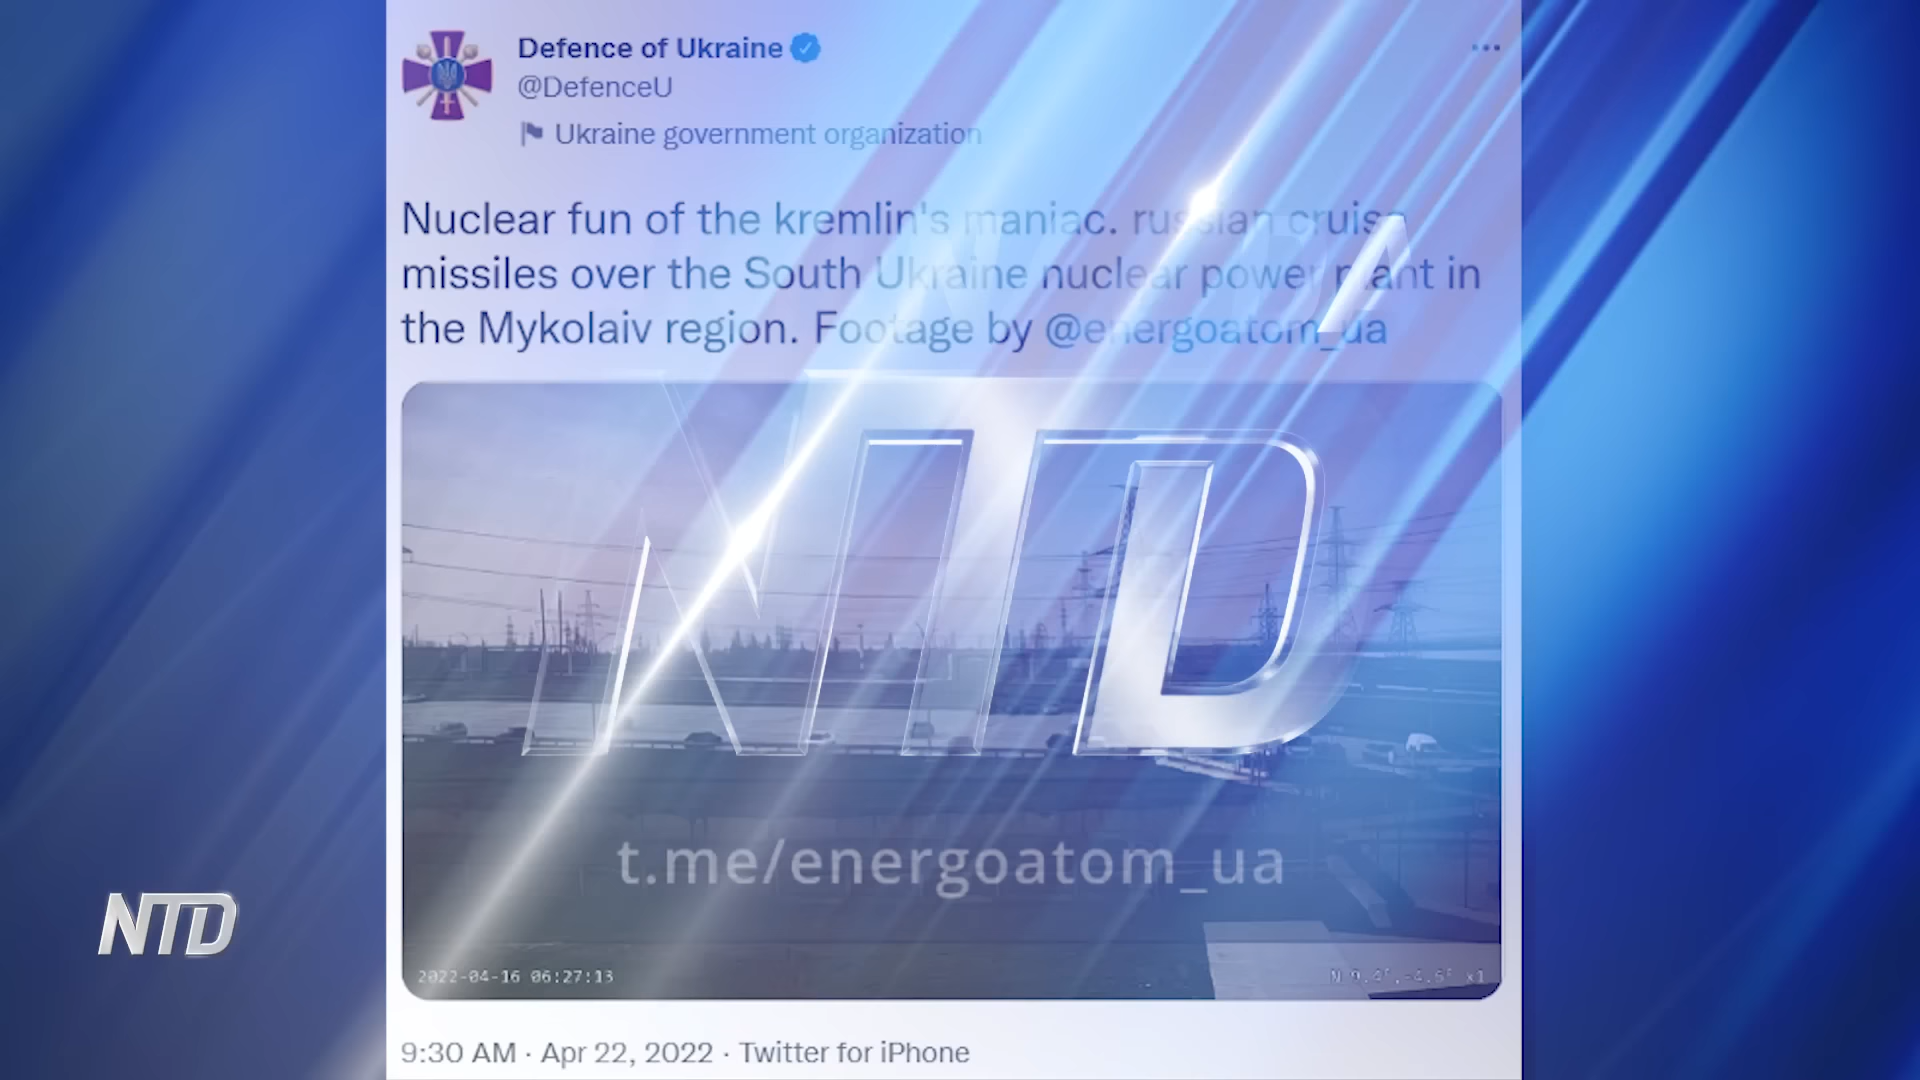 Defence of Ukraine
@DefenceU
Ukraine government organization
Nuclear fun of the kremlin's maniac. russian cruise
missiles over the South Ukraine nuclear power plant in
the Mykolaiv region. Footage by @energoatom_ua
NTD
t.me/energoatom_ua
NTD
2022-04-16 06:27:13
x1
9:30 AM · Apr 22, 2022 · Twitter for iPhone